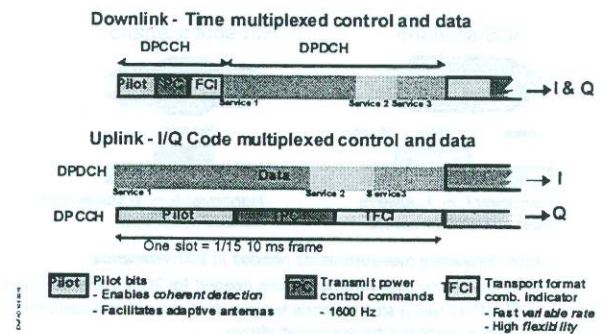 Downlink - Time multiplexed control and data
DPCCH DPDCH
Pilot TPC TFCI
I & Q
Service 1 Service 2 Service 3
Uplink - I/Q Code multiplexed control and data
DPDCH Data I
Service 1 Service 2 Service3
DPCCH Pilot TPC TFCI Q
One slot = 1/15 10 ms frame
Pilot Pilot bits
- Enables coherent detection
- Facilitates adaptive antennas
TPC Transmit power
control commands
- 1600 Hz
TFCI Transport format
comb. indicator
- Fast variable rate
- High flexibility